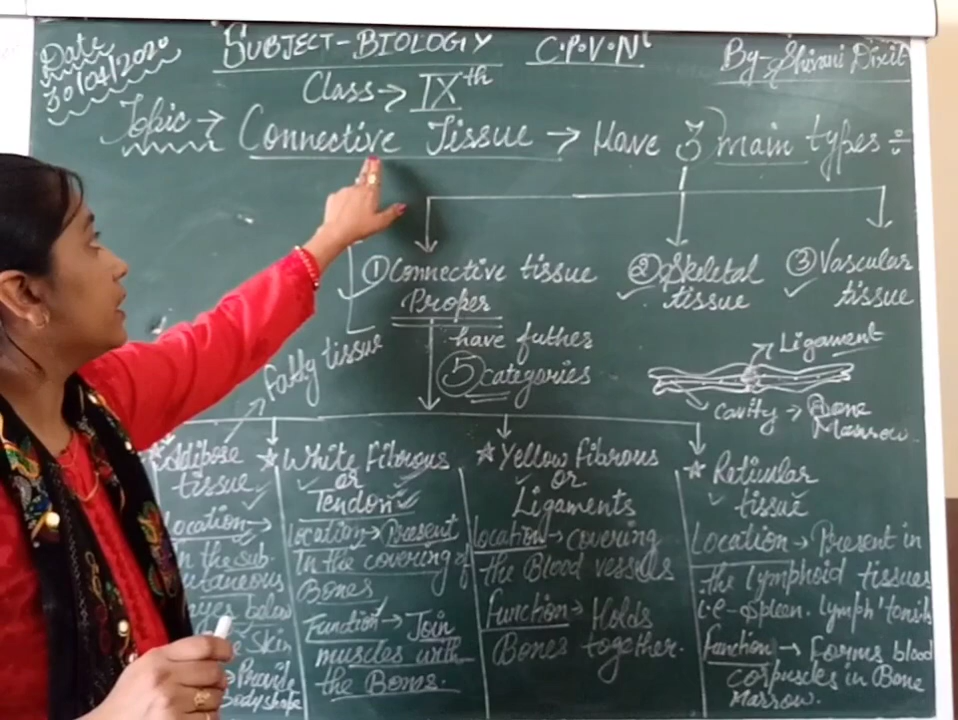 Date
30/04/2020
SUBJECT-BIOLOGY
C.P.V.N
By-Shivani Dixit
Class → IXth
Topic → Connective Tissue → Have 3 main types ÷
① Connective tissue
Proper
② Skeletal
tissue
③ Vascular
tissue
have futher
⑤ categories
Fatty tissue
Ligament
cavity → Bone
Marrow.
★ Adibose
tissue
Location →
in the sub
cutaneous
layers below
skin
→ Provide
body shape
★ White Fibrous
or
Tendon
Location → Present
In the covering of
Bones
Function → Join
muscles with
the Bones.
★ Yellow Fibrous
or
Ligaments
Location → covering
the Blood vessels
Function → Holds
Bones together.
★ Reticular
tissue
Location → Present in
the lymphoid tissues
i.e - Spleen. lymph' tonsils
Function → Forms blood
corpuscles in Bone
Marrow.